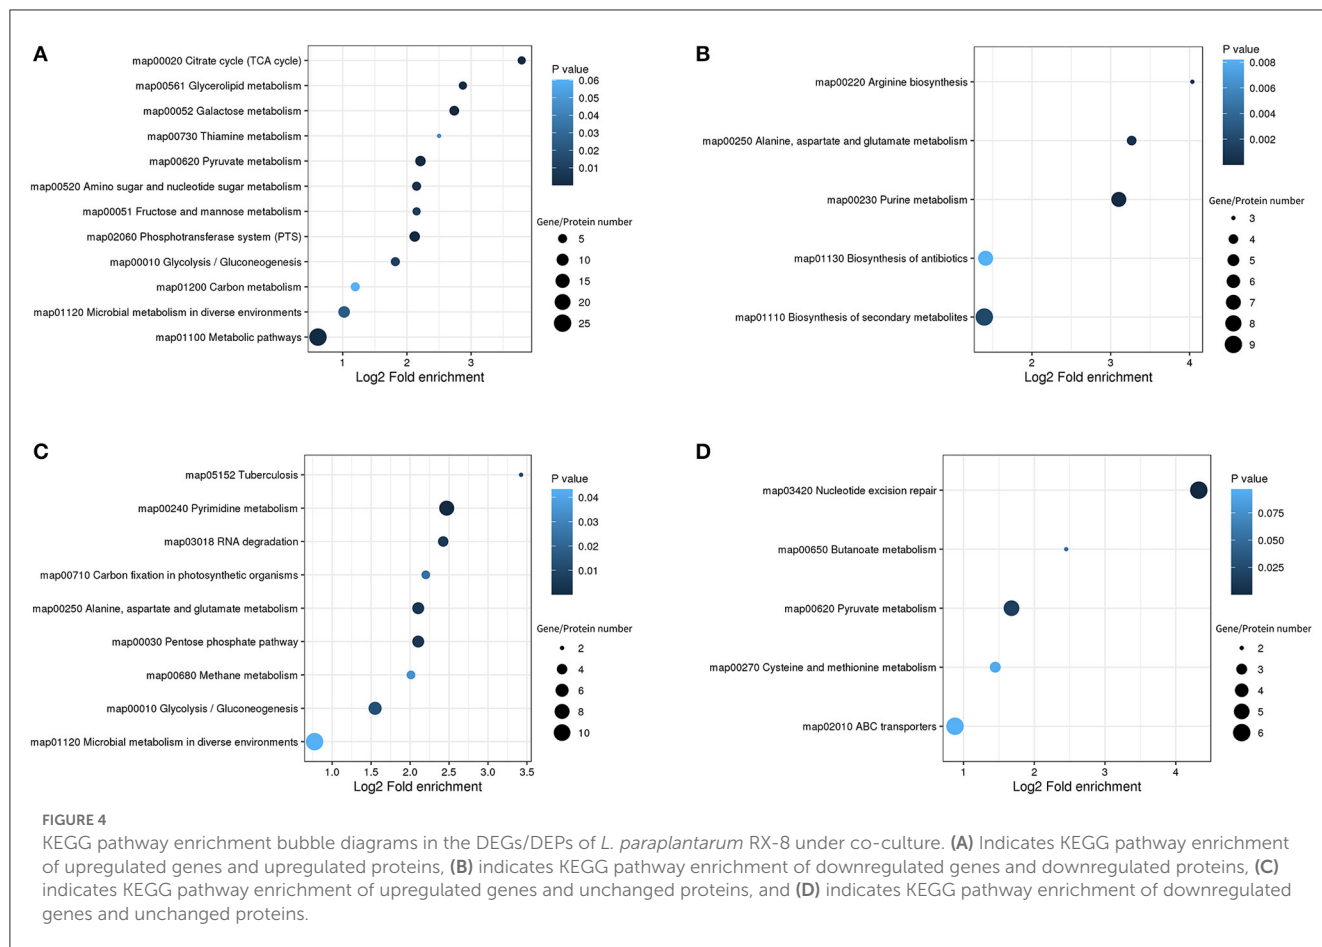 A
map00020 Citrate cycle (TCA cycle)
map00561 Glycerolipid metabolism
map00052 Galactose metabolism
map00730 Thiamine metabolism
map00620 Pyruvate metabolism
map00520 Amino sugar and nucleotide sugar metabolism
map00051 Fructose and mannose metabolism
map02060 Phosphotransferase system (PTS)
map00010 Glycolysis / Gluconeogenesis
map01200 Carbon metabolism
map01120 Microbial metabolism in diverse environments
map01100 Metabolic pathways
1 2 3
Log2 Fold enrichment
P value
0.06
0.05
0.04
0.03
0.02
0.01
Gene/Protein number
5
10
15
20
25
B
map00220 Arginine biosynthesis
map00250 Alanine, aspartate and glutamate metabolism
map00230 Purine metabolism
map01130 Biosynthesis of antibiotics
map01110 Biosynthesis of secondary metabolites
2 3 4
Log2 Fold enrichment
P value
0.008
0.006
0.004
0.002
Gene/Protein number
3
4
5
6
7
8
9
C
map05152 Tuberculosis
map00240 Pyrimidine metabolism
map03018 RNA degradation
map00710 Carbon fixation in photosynthetic organisms
map00250 Alanine, aspartate and glutamate metabolism
map00030 Pentose phosphate pathway
map00680 Methane metabolism
map00010 Glycolysis / Gluconeogenesis
map01120 Microbial metabolism in diverse environments
1.0 1.5 2.0 2.5 3.0 3.5
Log2 Fold enrichment
P value
0.04
0.03
0.02
0.01
Gene/Protein number
2
4
6
8
10
D
map03420 Nucleotide excision repair
map00650 Butanoate metabolism
map00620 Pyruvate metabolism
map00270 Cysteine and methionine metabolism
map02010 ABC transporters
1 2 3 4
Log2 Fold enrichment
P value
0.075
0.050
0.025
Gene/Protein number
2
3
4
5
6
FIGURE 4
KEGG pathway enrichment bubble diagrams in the DEGs/DEPs of L. paraplantarum RX-8 under co-culture. (A) Indicates KEGG pathway enrichment
of upregulated genes and upregulated proteins, (B) indicates KEGG pathway enrichment of downregulated genes and downregulated proteins, (C)
indicates KEGG pathway enrichment of upregulated genes and unchanged proteins, and (D) indicates KEGG pathway enrichment of downregulated
genes and unchanged proteins.